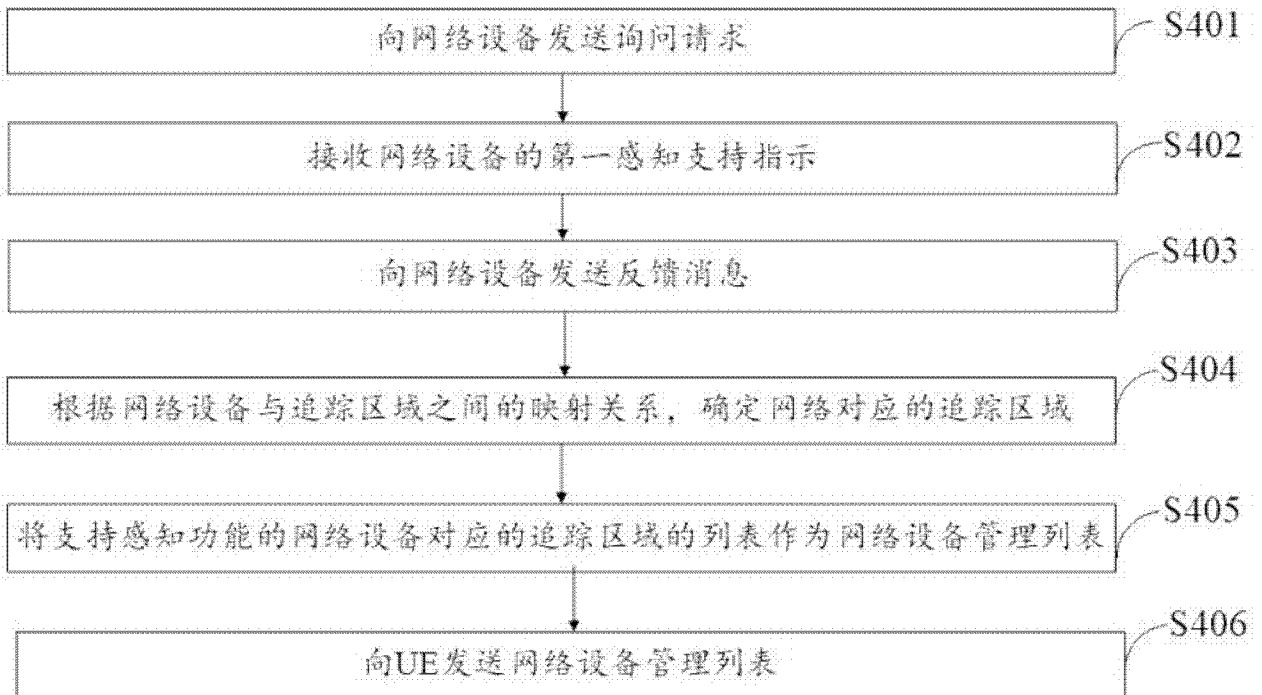 向网络设备发送询问请求
S401
接收网络设备的第一感知支持指示
S402
向网络设备发送反馈消息
S403
根据网络设备与追踪区域之间的映射关系，确定网络对应的追踪区域
S404
将支持感知功能的网络设备对应的追踪区域的列表作为网络设备管理列表
S405
向UE发送网络设备管理列表
S406